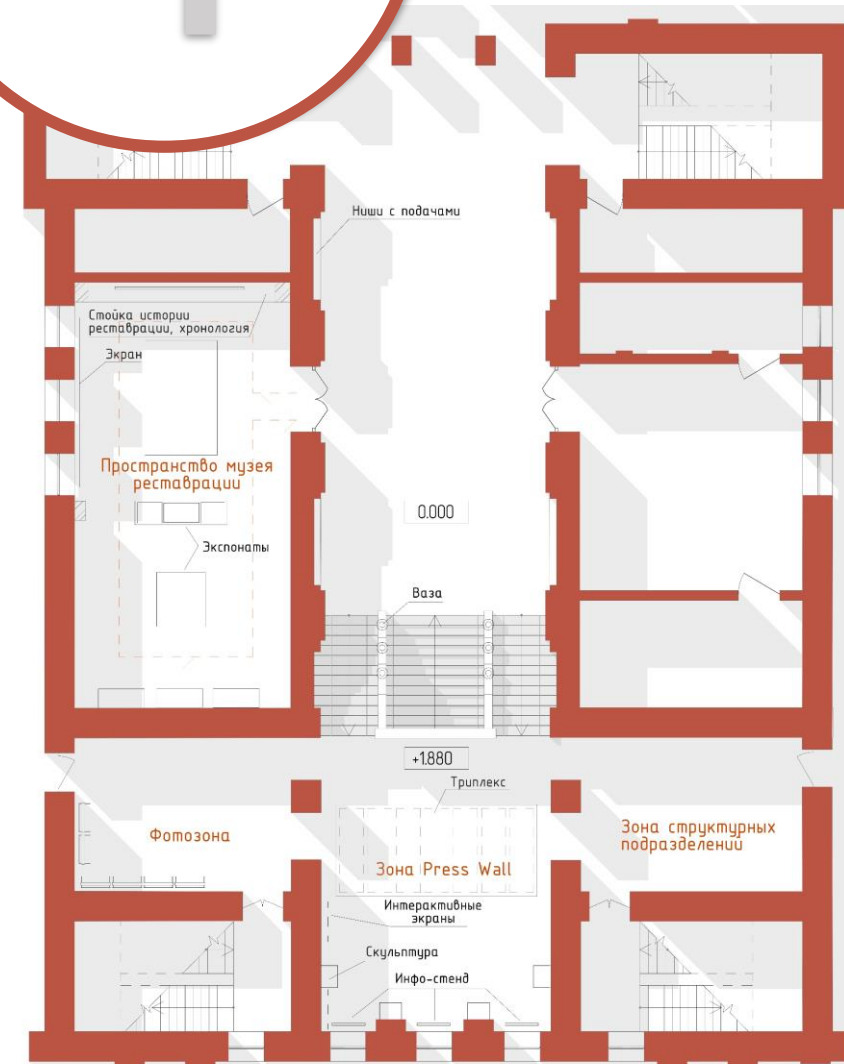 Ниши с подачами
Стойка истории
реставрации, хронология
Экран
Пространство музея
реставрации
0.000
Экспонаты
Ваза
+1.880
Триплекс
Фотозона
Зона структурных
подразделений
Зона Press Wall
Интерактивные
экраны
Скульптура
Инфо-стенд